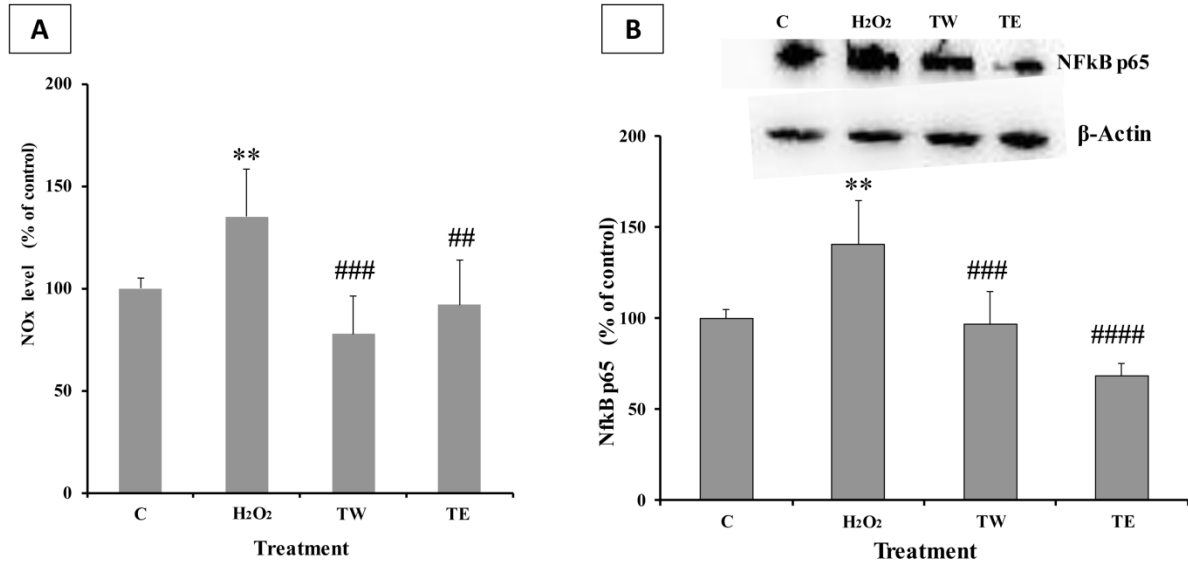 A
200
150
100
50
0
NOx level (% of control)
**
###
##
C H₂O₂ TW TE
Treatment
B
C H₂O₂ TW TE
NFkB p65
β-Actin
200
150
100
50
0
NfkB p65 (% of control)
**
###
####
C H₂O₂ TW TE
Treatment